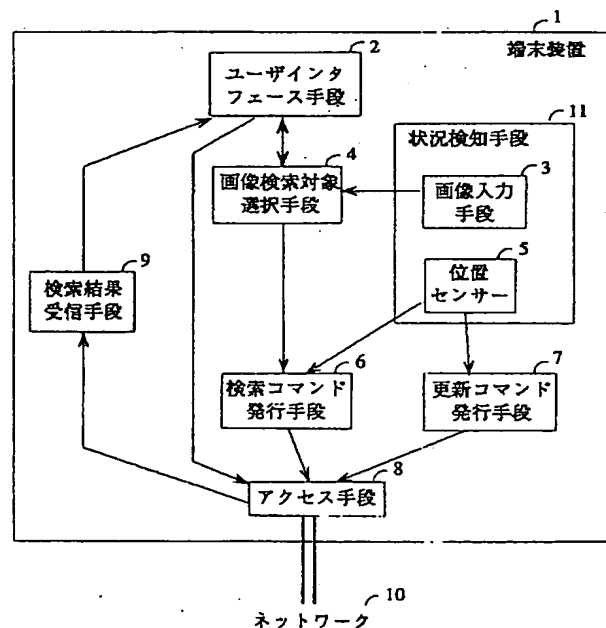 1
端末装置
2
ユーザインタ
フェース手段
11
状況検知手段
4
画像検索対象
選択手段
3
画像入力
手段
5
位置
センサー
9
検索結果
受信手段
6
検索コマンド
発行手段
7
更新コマンド
発行手段
8
アクセス手段
10
ネットワーク